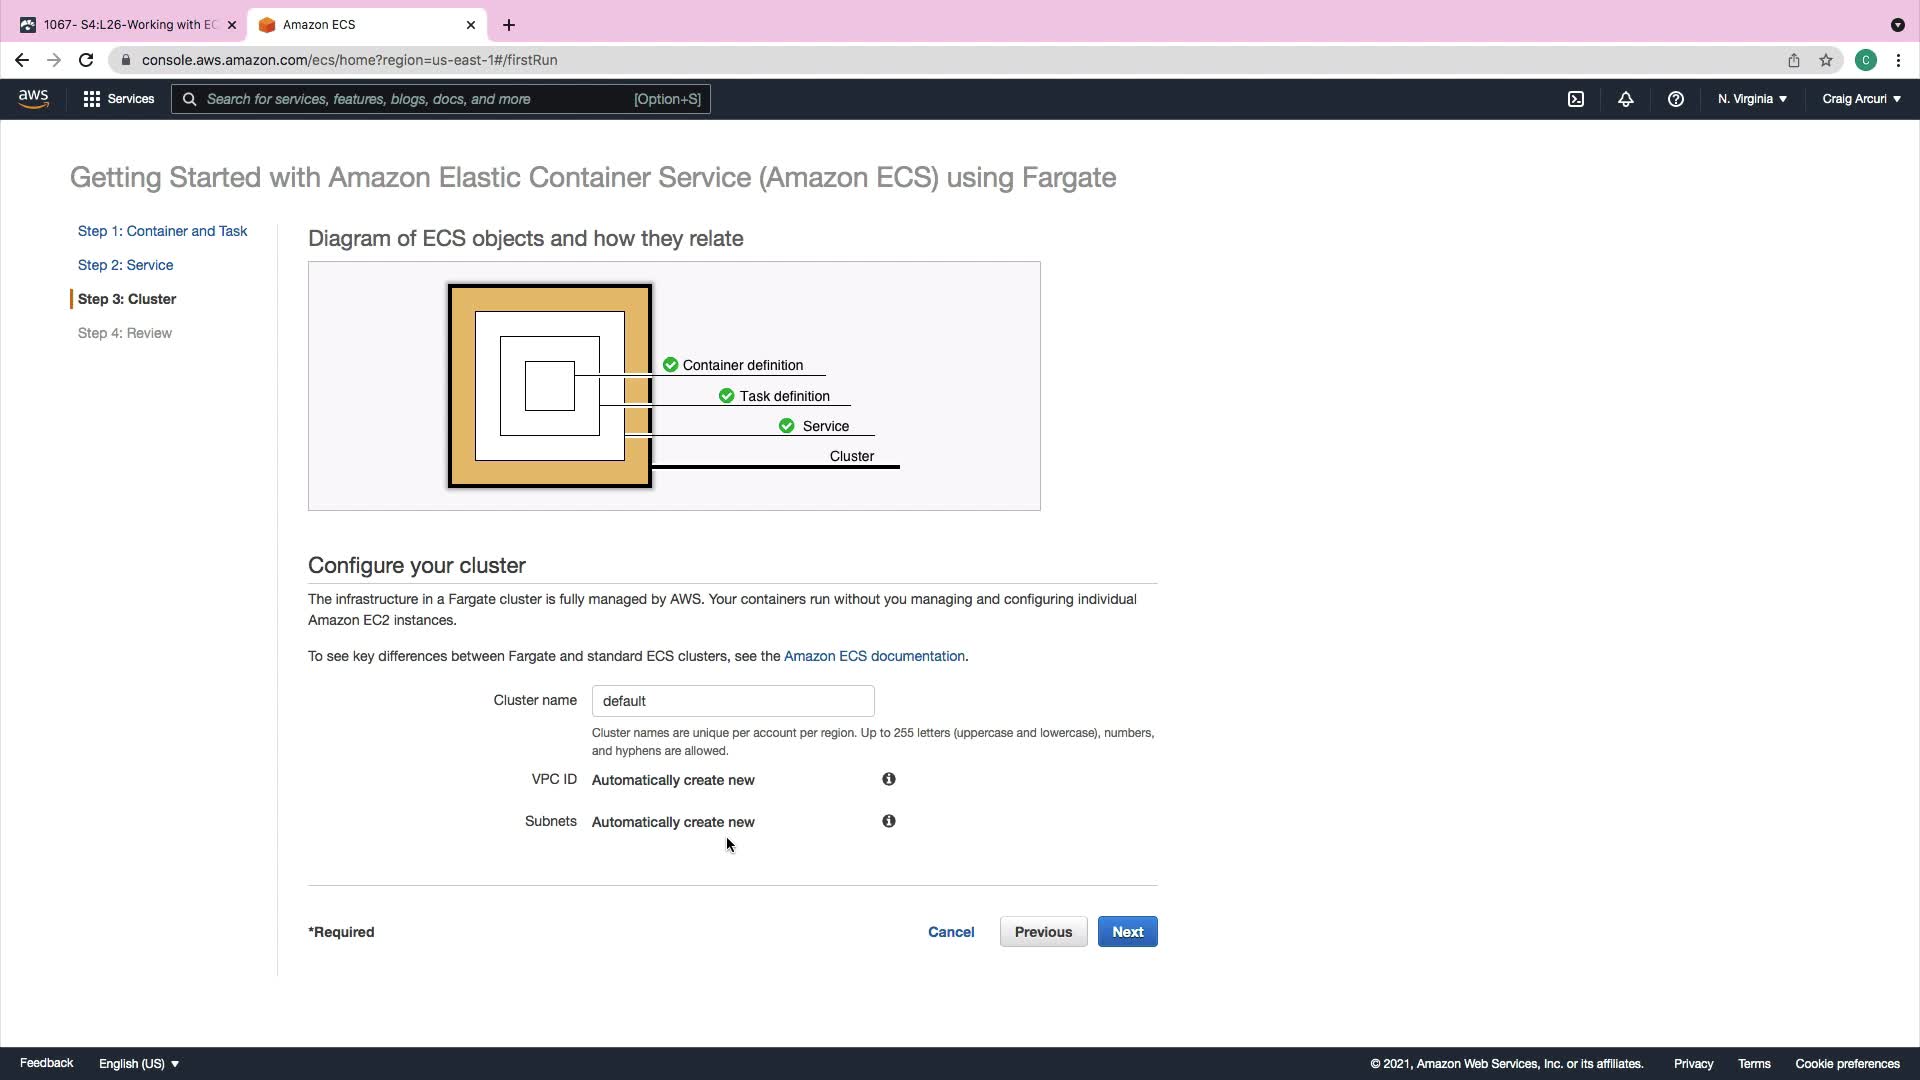 1067- S4:L26-Working with EC
Amazon ECS
console.aws.amazon.com/ecs/home?region=us-east-1#/firstRun
C
aws
Services
Search for services, features, blogs, docs, and more
[Option+S]
N. Virginia
Craig Arcuri
Getting Started with Amazon Elastic Container Service (Amazon ECS) using Fargate
Step 1: Container and Task
Step 2: Service
Step 3: Cluster
Step 4: Review
Diagram of ECS objects and how they relate
Container definition
Task definition
Service
Cluster
Configure your cluster
The infrastructure in a Fargate cluster is fully managed by AWS. Your containers run without you managing and configuring individual
Amazon EC2 instances.
To see key differences between Fargate and standard ECS clusters, see the Amazon ECS documentation.
Cluster name
default
Cluster names are unique per account per region. Up to 255 letters (uppercase and lowercase), numbers,
and hyphens are allowed.
VPC ID
Automatically create new
Subnets
Automatically create new
*Required
Cancel
Previous
Next
Feedback
English (US)
© 2021, Amazon Web Services, Inc. or its affiliates.
Privacy
Terms
Cookie preferences